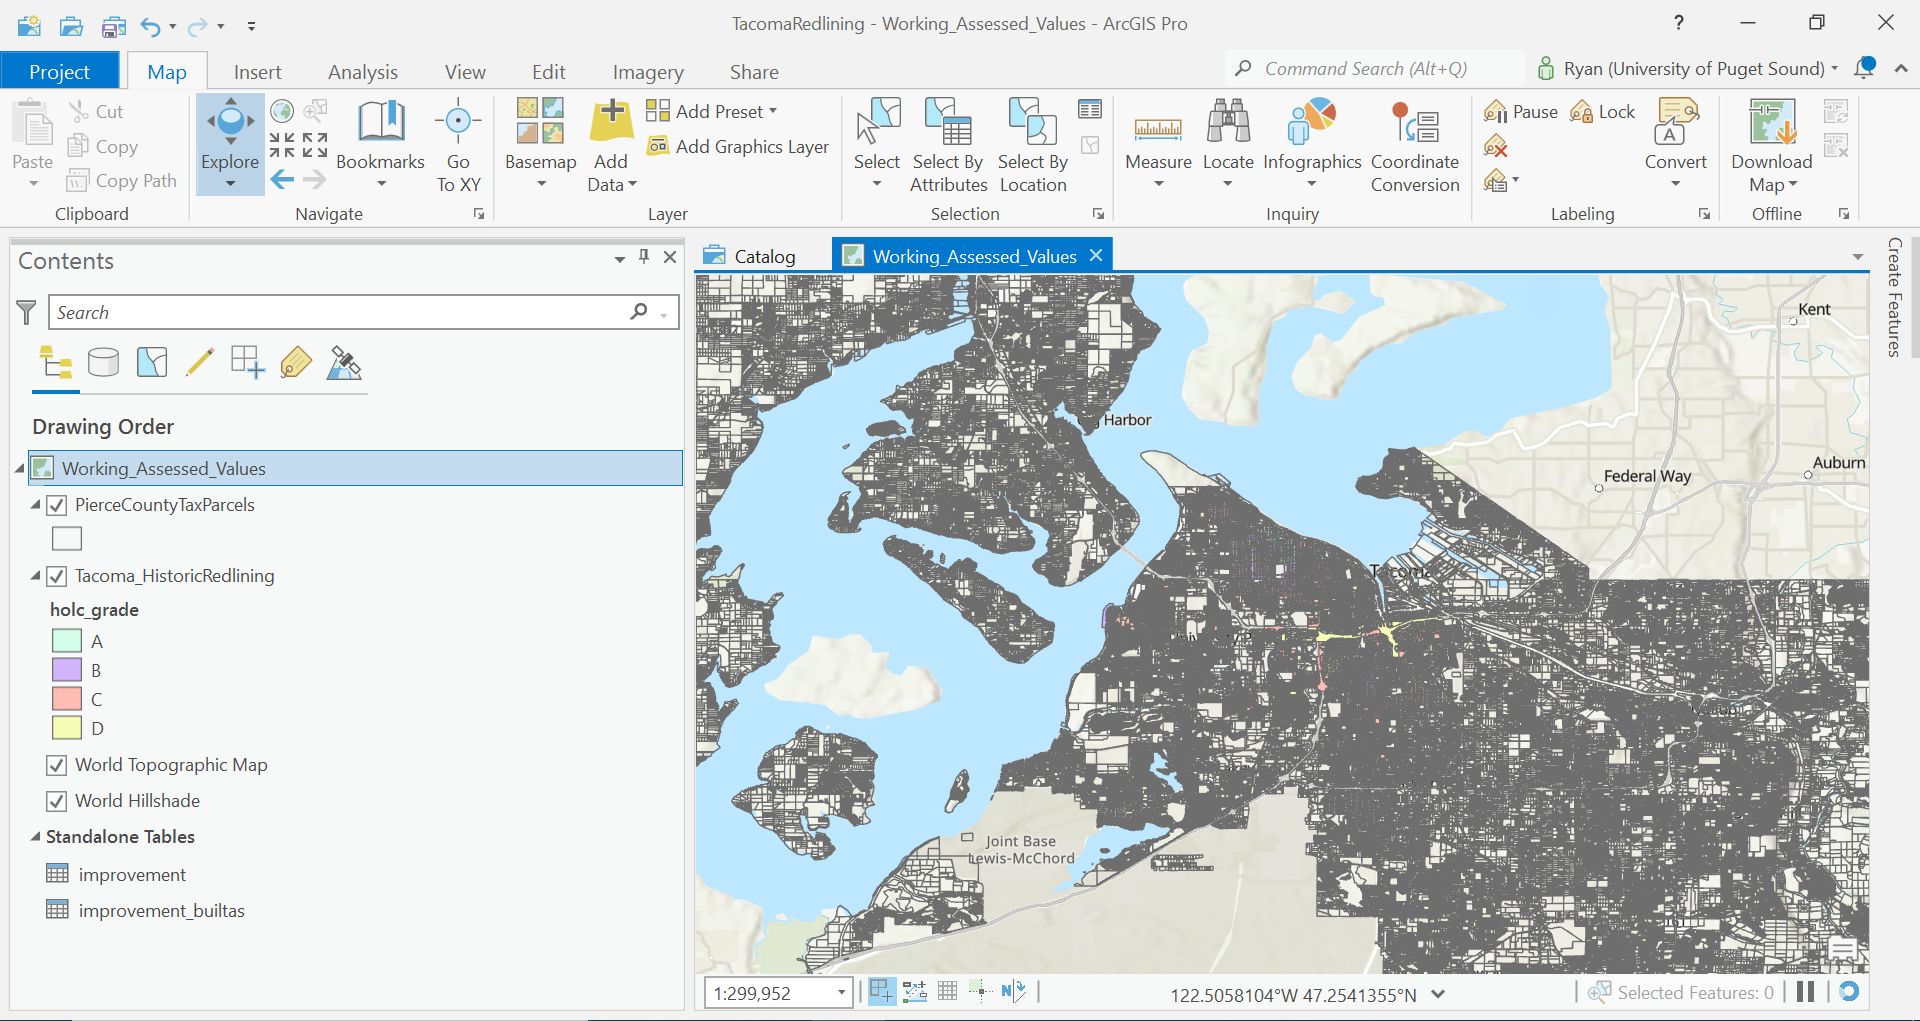 TacomaRedlining - Working_Assessed_Values - ArcGIS Pro
?
Project
Map
Insert
Analysis
View
Edit
Imagery
Share
Command Search (Alt+Q)
Ryan (University of Puget Sound)
Paste
Cut
Copy
Copy Path
Clipboard
Explore
Bookmarks
Go
To XY
Navigate
Basemap
Add
Data
Add Preset
Add Graphics Layer
Layer
Select
Select By
Attributes
Select By
Location
Selection
Measure
Locate
Infographics
Coordinate
Conversion
Inquiry
Pause
Lock
Convert
Labeling
Download
Map
Offline
Contents
Search
Drawing Order
Working_Assessed_Values
PierceCountyTaxParcels
Tacoma_HistoricRedlining
holc_grade
A
B
C
D
World Topographic Map
World Hillshade
Standalone Tables
improvement
improvement_builtas
Catalog
Working_Assessed_Values
Create Features
Kent
Harbor
Auburn
Federal Way
Tacoma
Joint Base
Lewis-McChord
1:299,952
122.5058104°W 47.2541355°N
Selected Features: 0